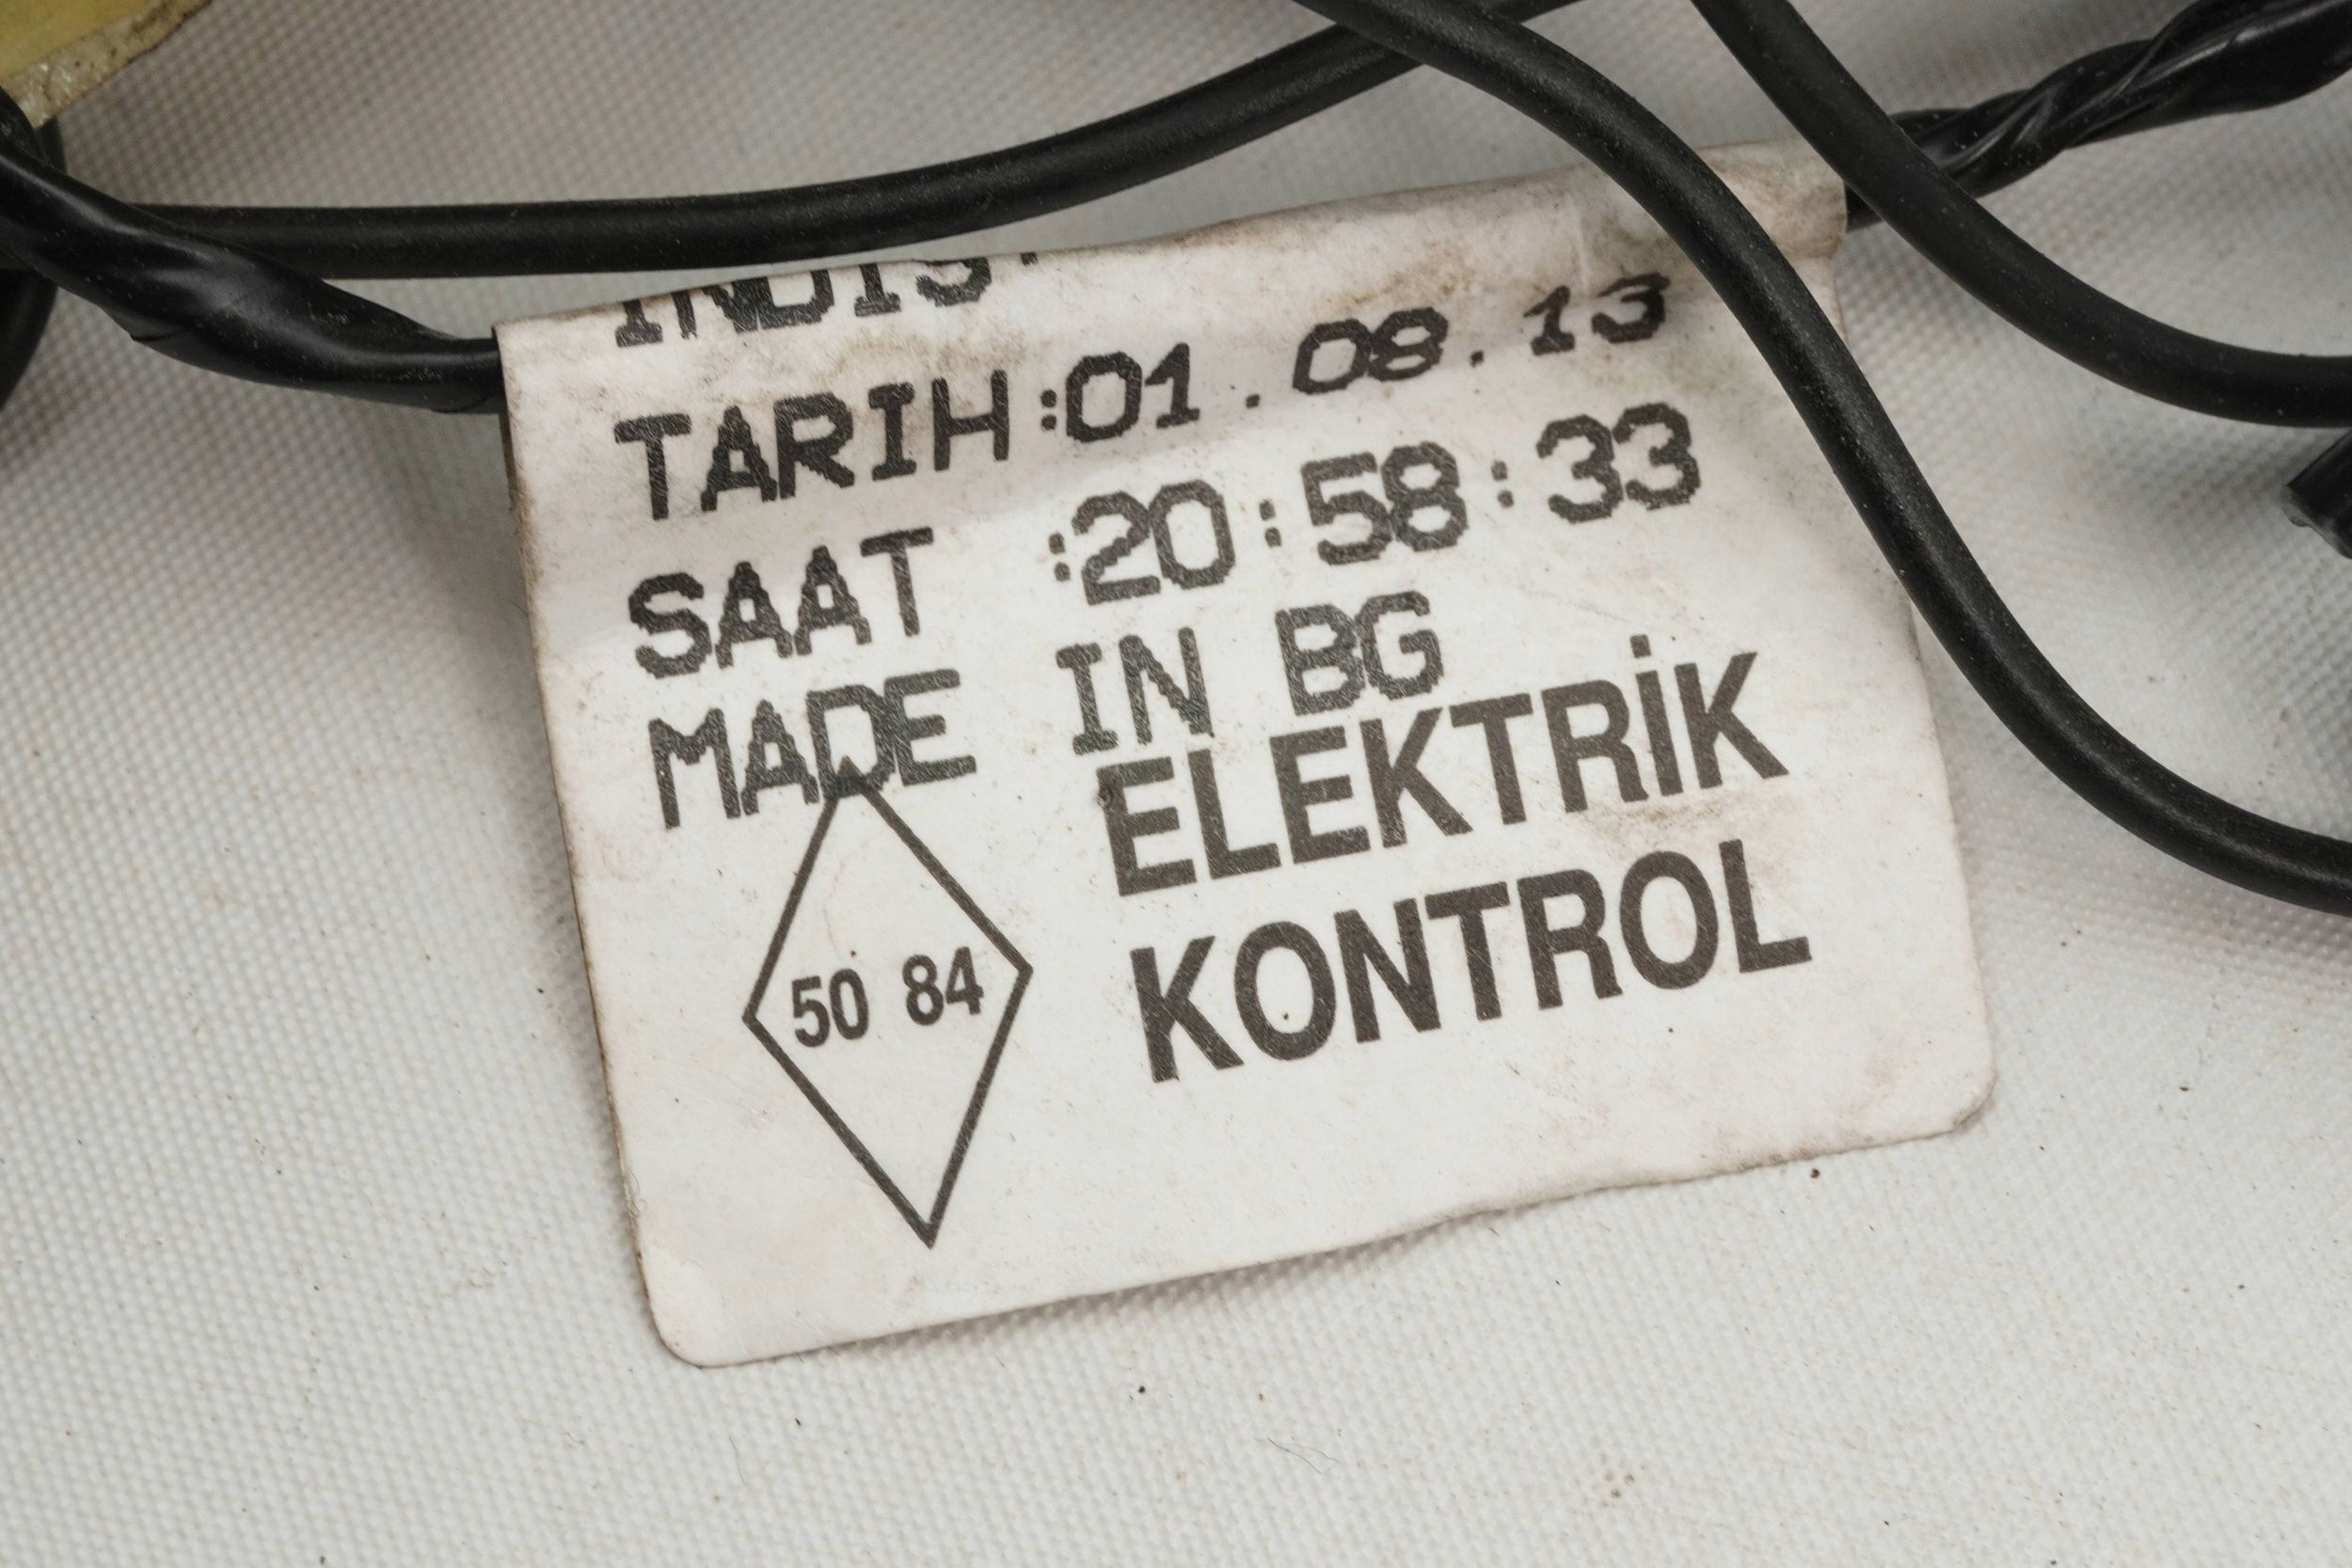 TARIH :01.08.13
SAAT :20:58:33
MADE IN BG
ELEKTRİK
KONTROL
50 84